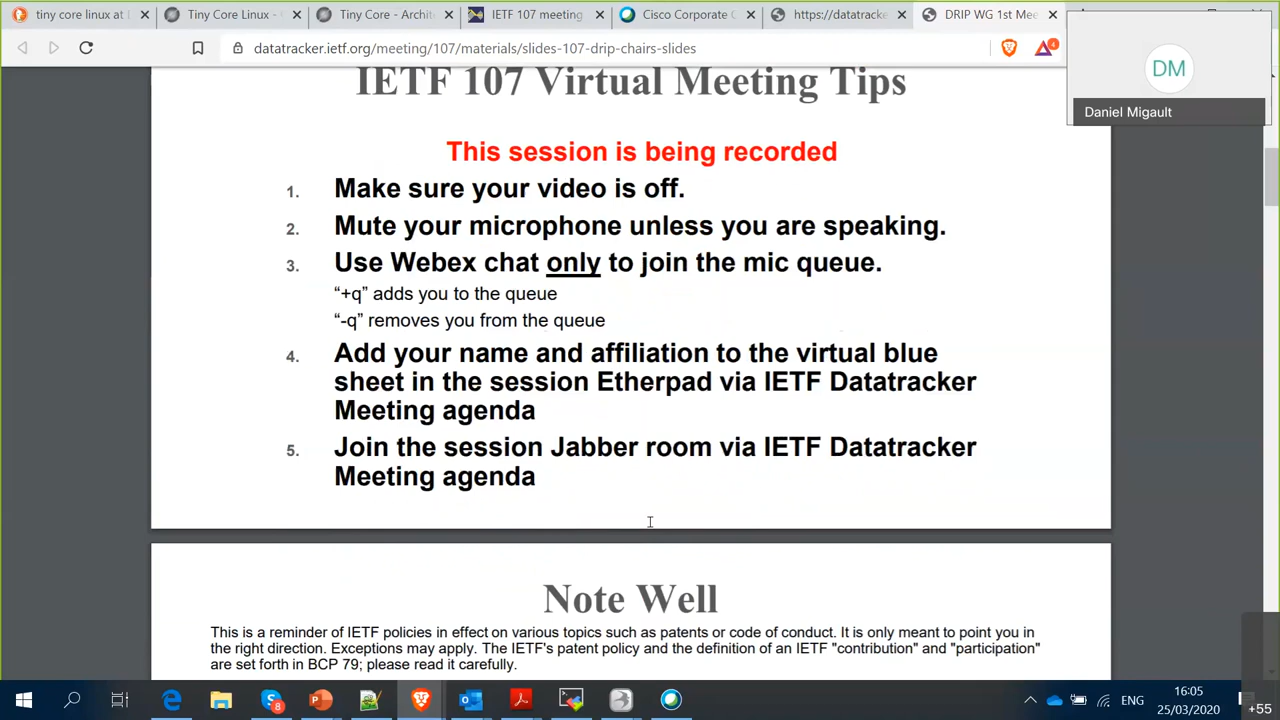 tiny core linux at L
Tiny Core Linux -
Tiny Core - Archite
IETF 107 meeting
Cisco Corporate
https://datatracke
DRIP WG 1st Mee
datatracker.ietf.org/meeting/107/materials/slides-107-drip-chairs-slides
4
DM
Daniel Migault
IETF 107 Virtual Meeting Tips
This session is being recorded
1. Make sure your video is off.
2. Mute your microphone unless you are speaking.
3. Use Webex chat only to join the mic queue.
“+q” adds you to the queue
“-q” removes you from the queue
4. Add your name and affiliation to the virtual blue
sheet in the session Etherpad via IETF Datatracker
Meeting agenda
5. Join the session Jabber room via IETF Datatracker
Meeting agenda
Note Well
This is a reminder of IETF policies in effect on various topics such as patents or code of conduct. It is only meant to point you in
the right direction. Exceptions may apply. The IETF's patent policy and the definition of an IETF "contribution" and "participation"
are set forth in BCP 79; please read it carefully.
8
ENG
16:05
25/03/2020
+55